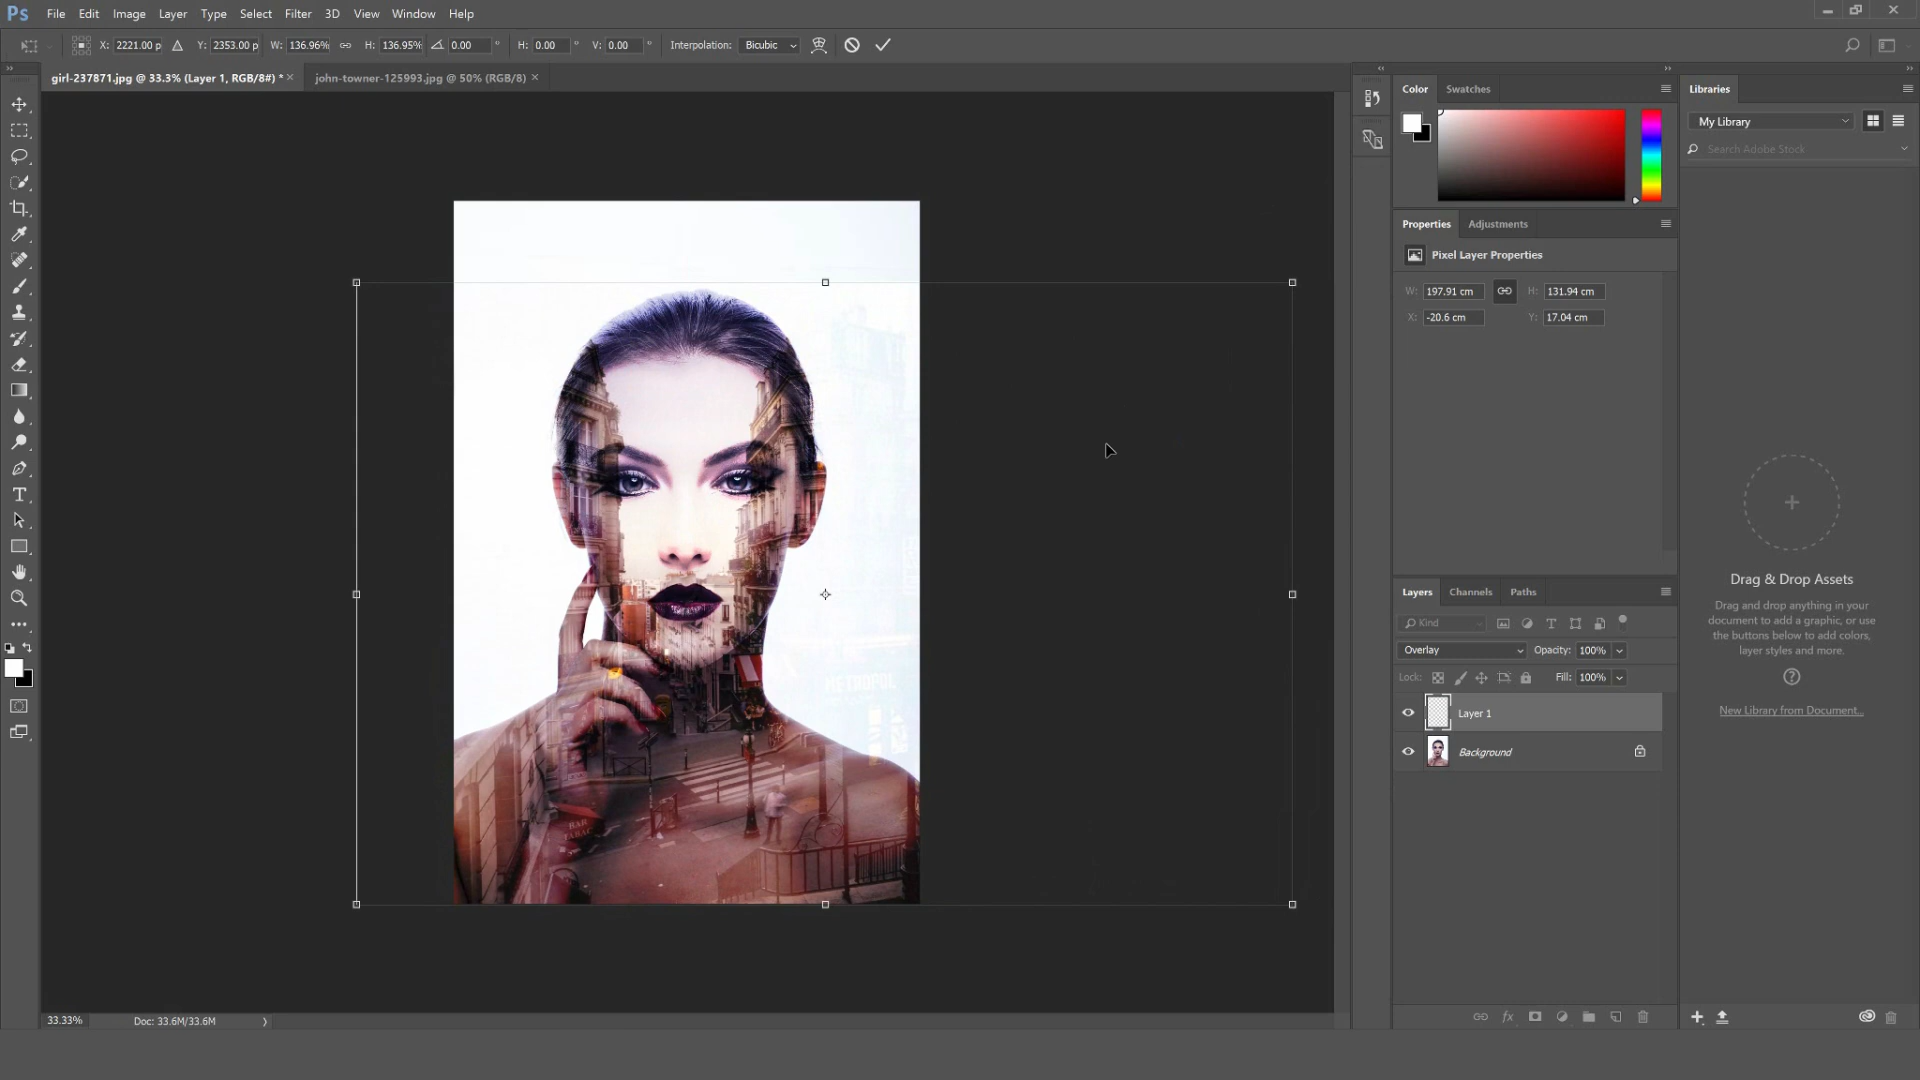 Ps File Edit Image Layer Type Select Filter 3D View Window Help
X: 2221.00 p Y: 2353.00 p W: 136.96% H: 136.95% 0.00 ° H: 0.00 ° V: 0.00 ° Interpolation: Bicubic
girl-237871.jpg @ 33.3% (Layer 1, RGB/8#) * × john-towner-125993.jpg @ 50% (RGB/8) ×
Color Swatches
Libraries
My Library
Search Adobe Stock
Properties Adjustments
Pixel Layer Properties
W: 197.91 cm H: 131.94 cm
X: -20.6 cm Y: 17.04 cm
Drag & Drop Assets
Drag and drop anything in your
document to add a graphic, or use
the buttons below to add colors,
layer styles and more.
New Library from Document...
Layers Channels Paths
Kind
Overlay Opacity: 100%
Lock: Fill: 100%
Layer 1
Background
METROPOL
BAR
TABAC
33.33% Doc: 33.6M/33.6M